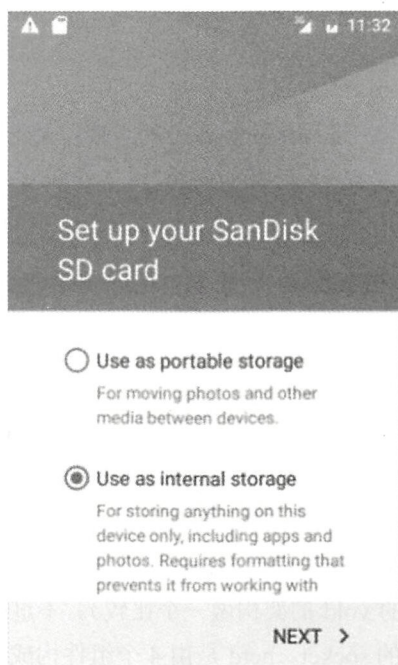 11:32
Set up your SanDisk
SD card
Use as portable storage
For moving photos and other
media between devices.
Use as internal storage
For storing anything on this
device only, including apps and
photos. Requires formatting that
prevents it from working with
NEXT >